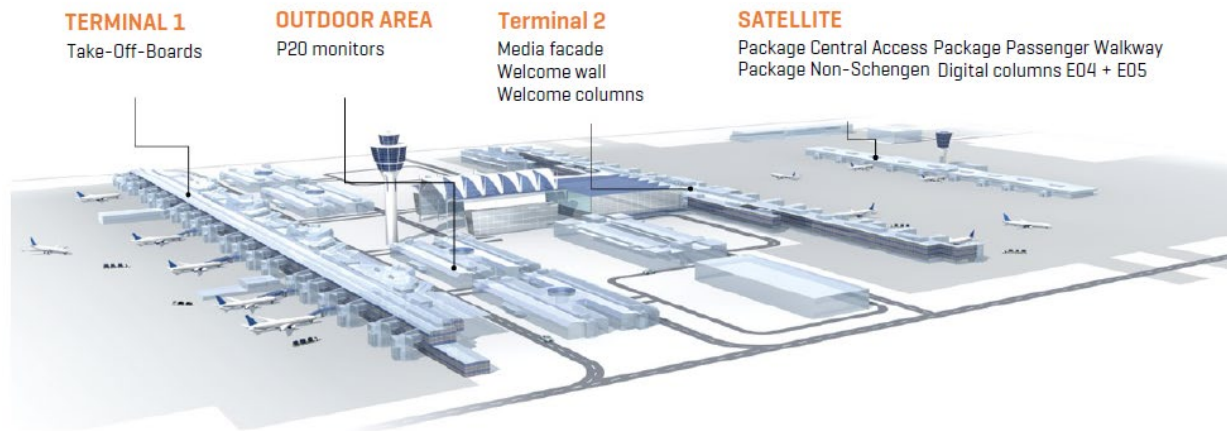 TERMINAL 1
Take-Off-Boards
OUTDOOR AREA
P20 monitors
Terminal 2
Media facade
Welcome wall
Welcome columns
SATELLITE
Package Central Access Package Passenger Walkway
Package Non-Schengen Digital columns E04 + E05